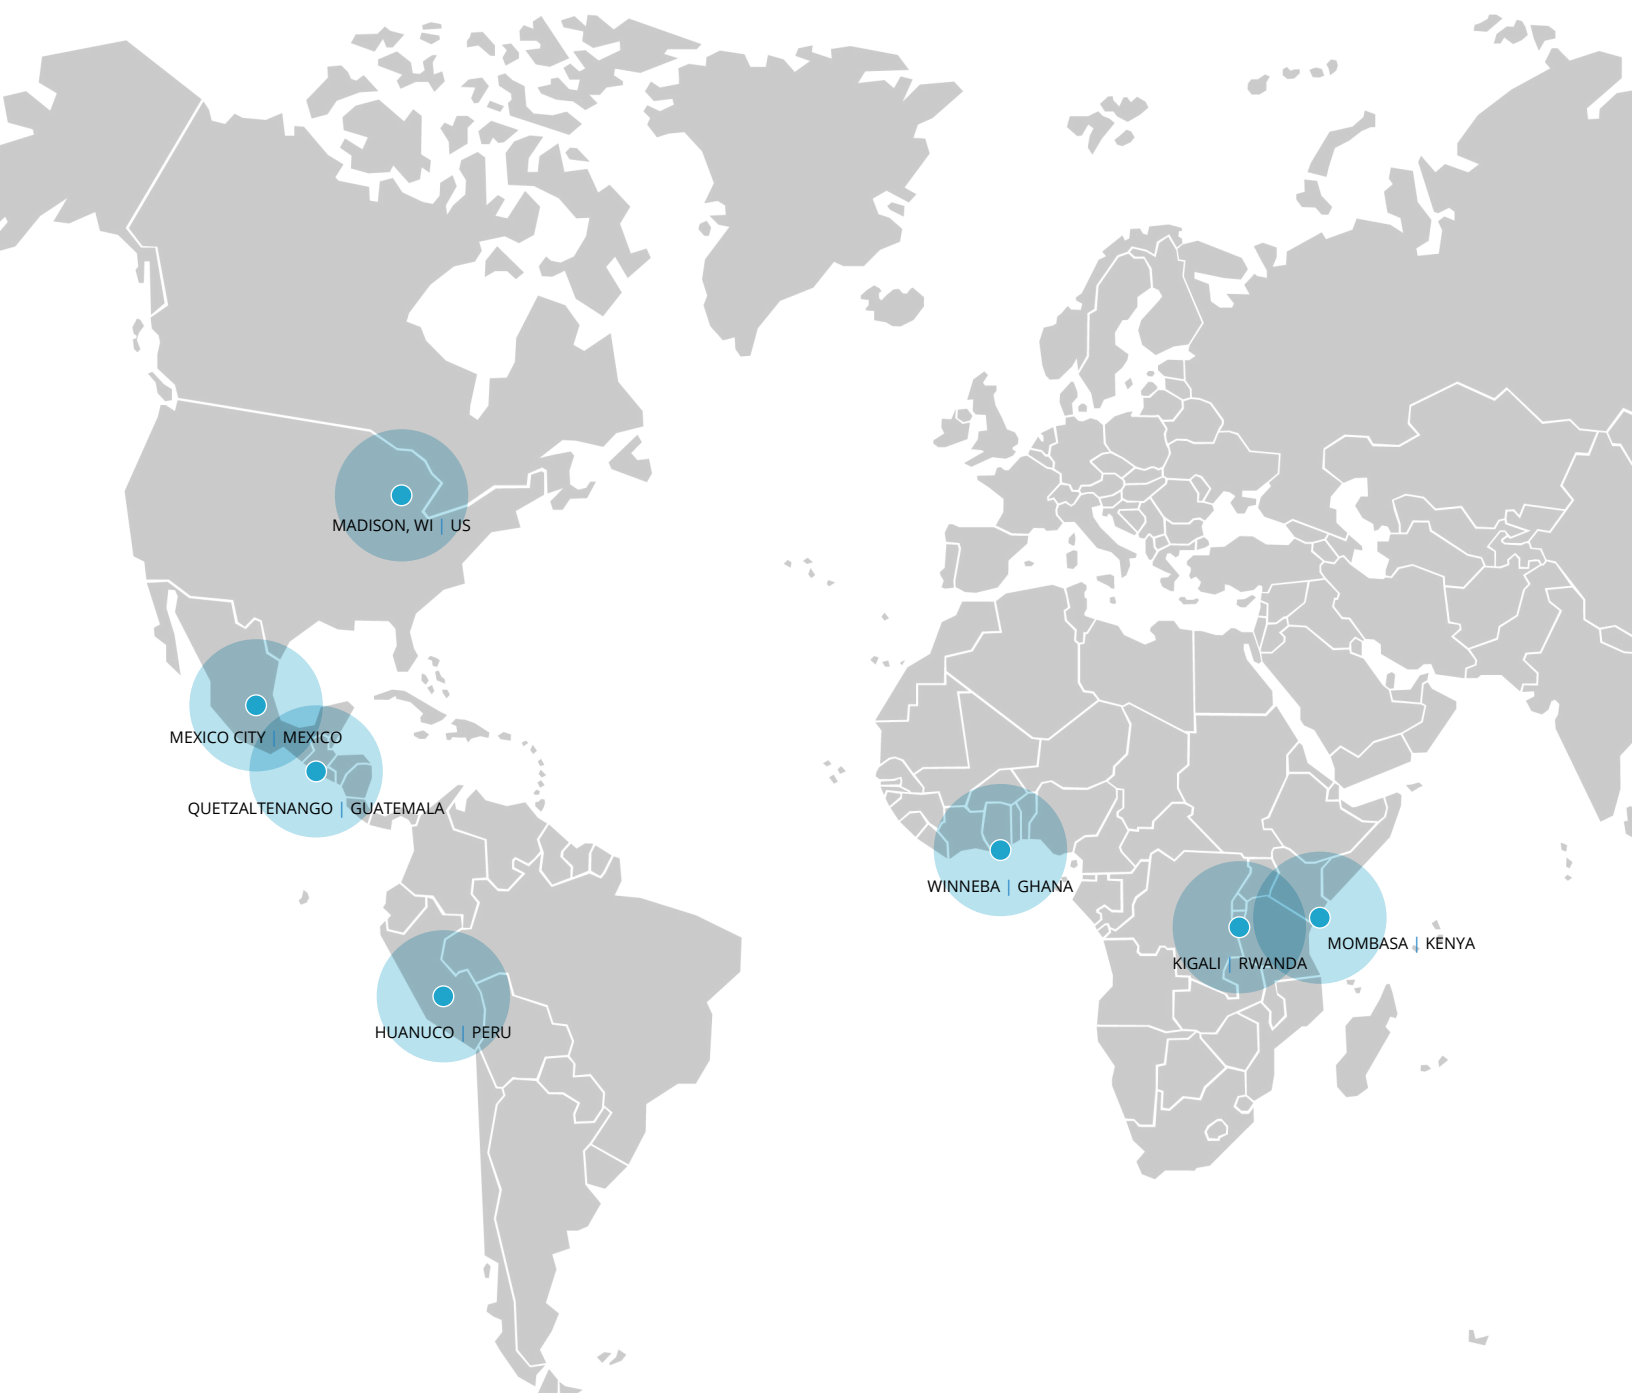 MADISON, WI | US
MEXICO CITY | MEXICO
QUETZALTENANGO | GUATEMALA
WINNEBA | GHANA
MOMBASA | KENYA
KIGALI | RWANDA
HUANUCO | PERU